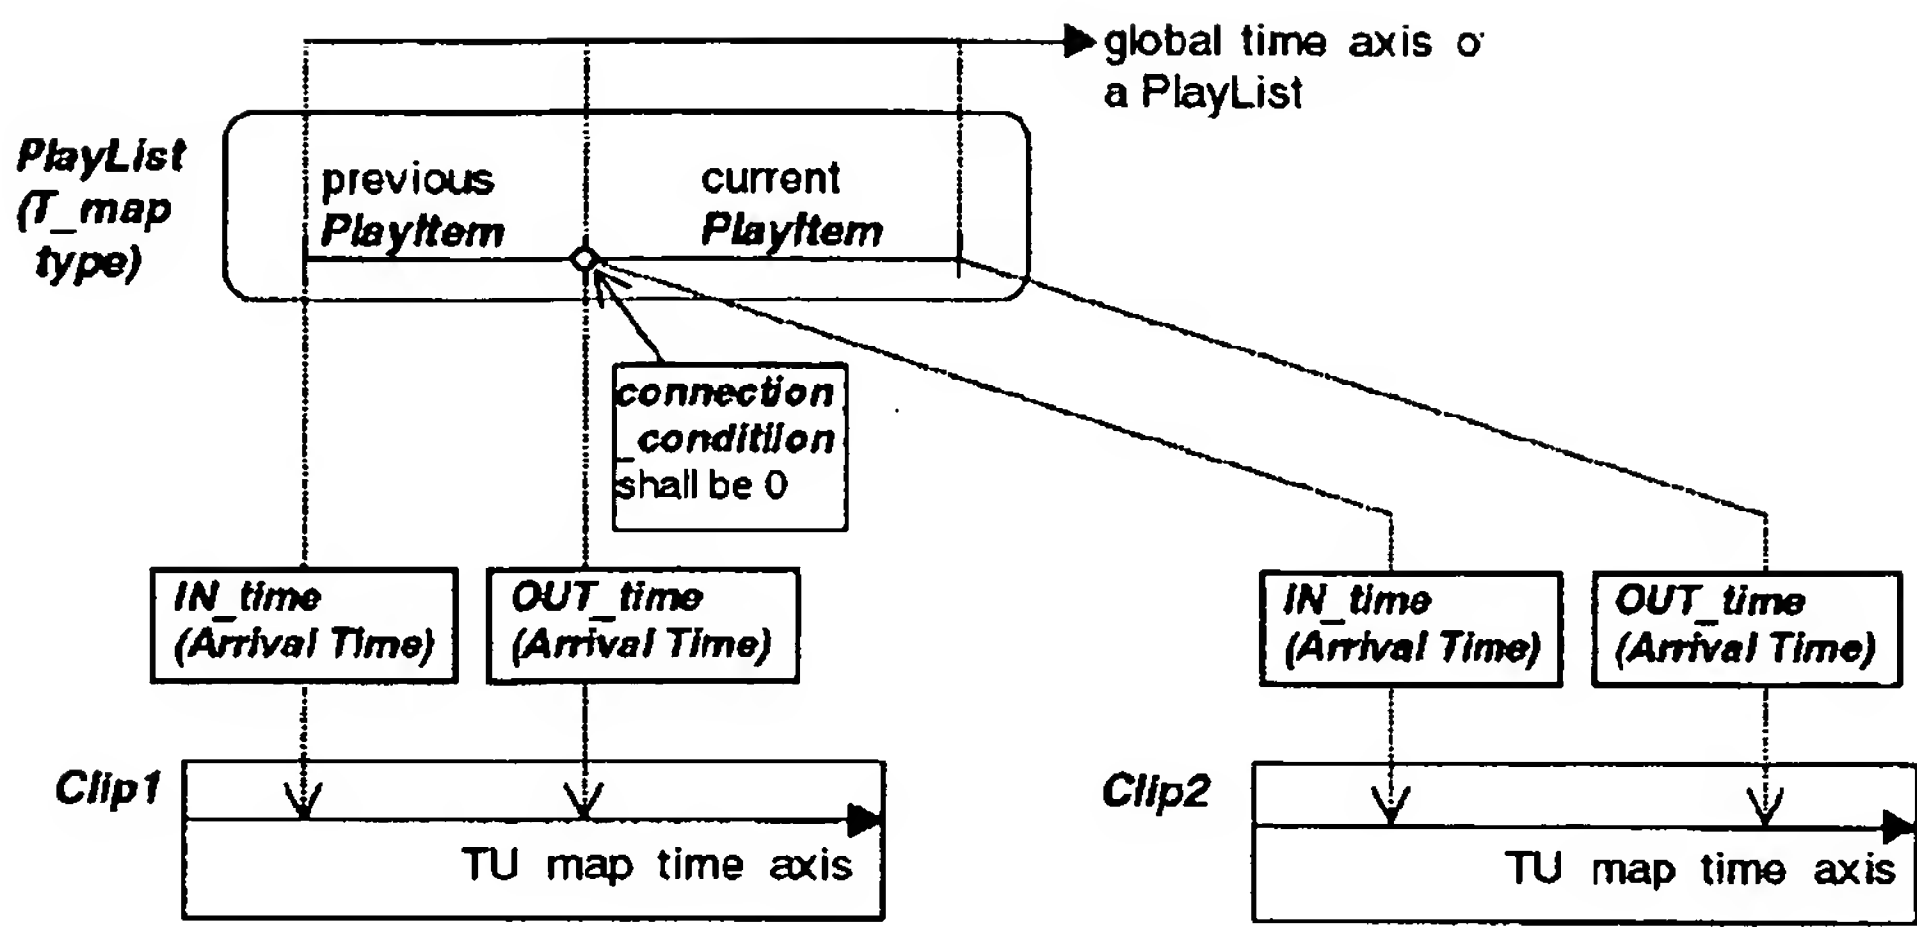 global time axis o
a PlayList
PlayList
(T_map
type)
previous
PlayItem
current
PlayItem
connection
_condition
shall be 0
IN_time
(Arrival Time)
OUT_time
(Arrival Time)
IN_time
(Arrival Time)
OUT_time
(Arrival Time)
Clip1
TU map time axis
Clip2
TU map time axis